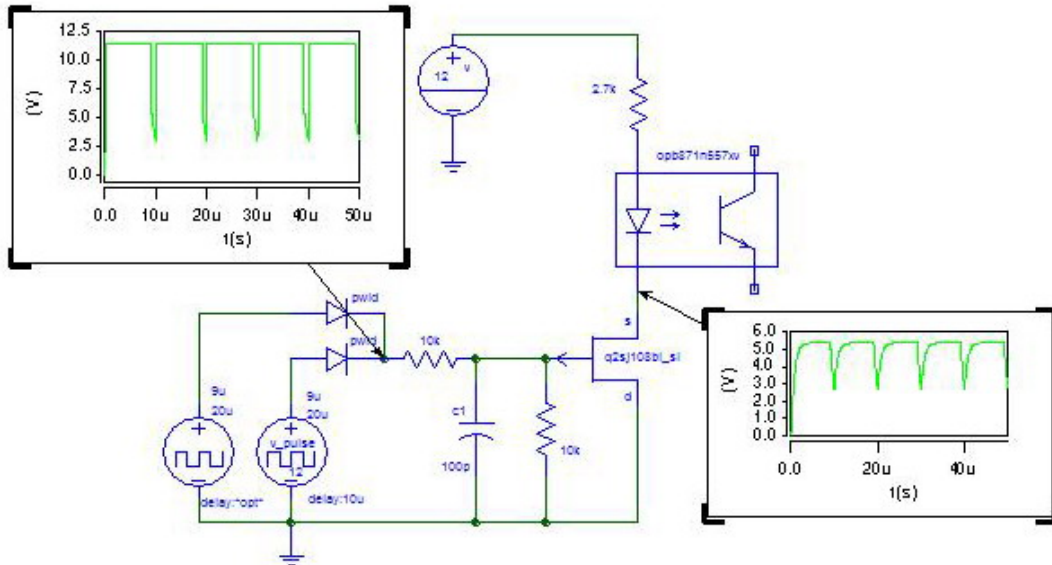 12.5
10.0
7.5
5.0
2.5
0.0
(V)
0.0 10u 20u 30u 40u 50u
t(s)
12
v
2.7k
opb871n557xv
pwld
pwld
10k
s
q2sj108bl_sl
d
c1
100p
10k
9u
20u
9u
20u
v_pulse
12
delay:"opt"
delay:10u
6.0
5.0
4.0
3.0
2.0
1.0
0.0
(V)
0.0 20u 40u
t(s)